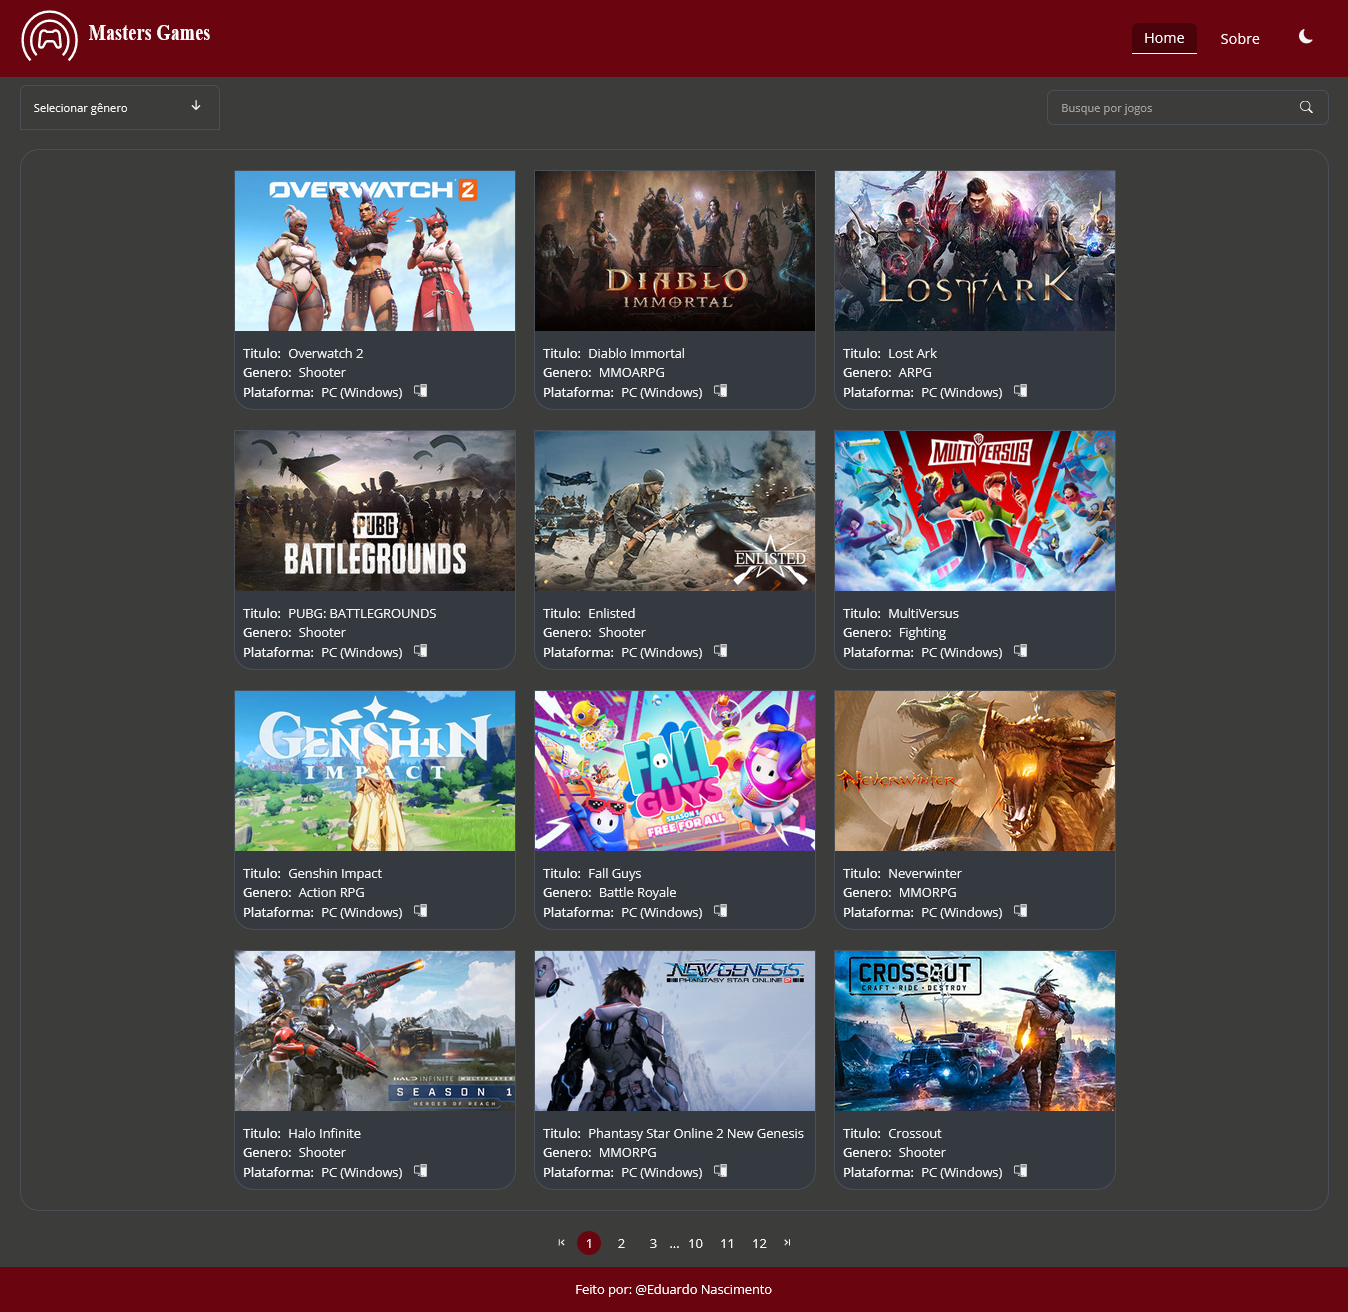 Masters Games
Home
Sobre
Selecionar gênero
Busque por jogos
OVERWATCH 2
DIABLO
IMMORTAL
LOST ARK
Titulo: Overwatch 2
Genero: Shooter
Plataforma: PC (Windows)
Titulo: Diablo Immortal
Genero: MMOARPG
Plataforma: PC (Windows)
Titulo: Lost Ark
Genero: ARPG
Plataforma: PC (Windows)
PUBG
BATTLEGROUNDS
ENLISTED
MULTIVERSUS
Titulo: PUBG: BATTLEGROUNDS
Genero: Shooter
Plataforma: PC (Windows)
Titulo: Enlisted
Genero: Shooter
Plataforma: PC (Windows)
Titulo: MultiVersus
Genero: Fighting
Plataforma: PC (Windows)
GENSHIN
IMPACT
FALL
GUYS
SEASON 1
FREE FOR ALL
NEVERWINTER
Titulo: Genshin Impact
Genero: Action RPG
Plataforma: PC (Windows)
Titulo: Fall Guys
Genero: Battle Royale
Plataforma: PC (Windows)
Titulo: Neverwinter
Genero: MMORPG
Plataforma: PC (Windows)
HALO INFINITE MULTIPLAYER
SEASON 1
HEROES OF REACH
NEW GENESIS
PHANTASY STAR ONLINE 2
CROSSOUT
CRAFT • RIDE • DESTROY
Titulo: Halo Infinite
Genero: Shooter
Plataforma: PC (Windows)
Titulo: Phantasy Star Online 2 New Genesis
Genero: MMORPG
Plataforma: PC (Windows)
Titulo: Crossout
Genero: Shooter
Plataforma: PC (Windows)
1 2 3 ... 10 11 12
Feito por: @Eduardo Nascimento